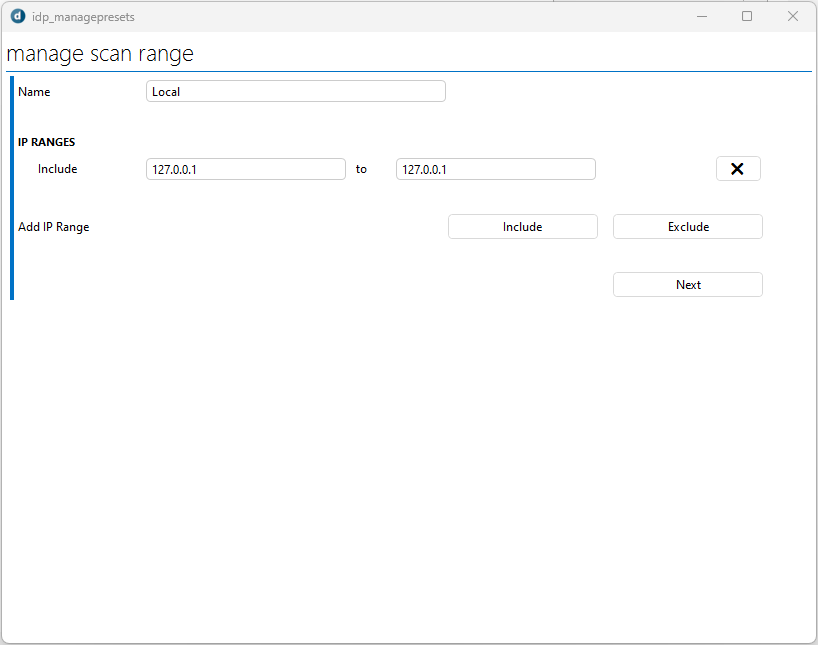 idp_managepresets
manage scan range
Name Local
IP RANGES
Include 127.0.0.1 to 127.0.0.1
Add IP Range Include Exclude
Next